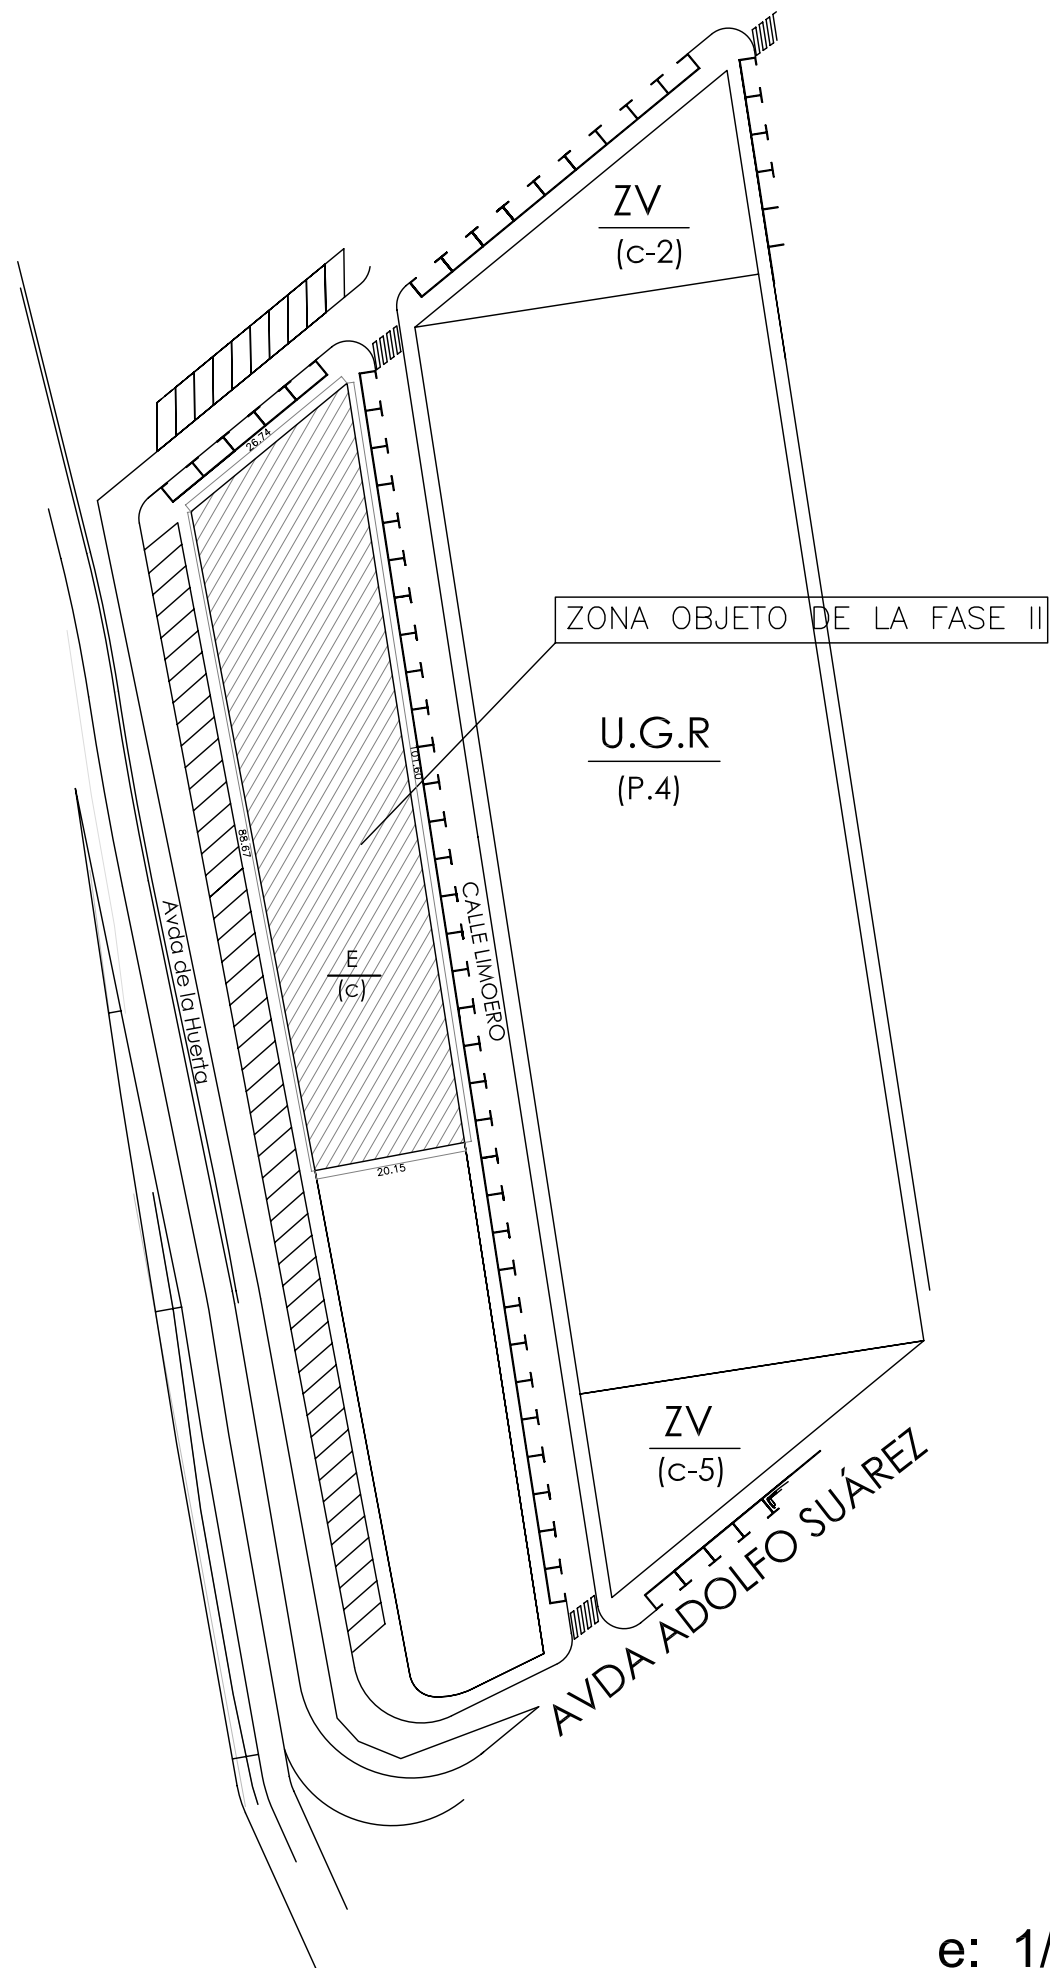 ZV
(c-2)
26.74
ZONA OBJETO DE LA FASE II
U.G.R
(P.4)
101.60
88.67
CALLE LIMOERO
Avda de la Huerta
E
(c)
20.15
ZV
(c-5)
AVDA ADOLFO SUÁREZ
e: 1/